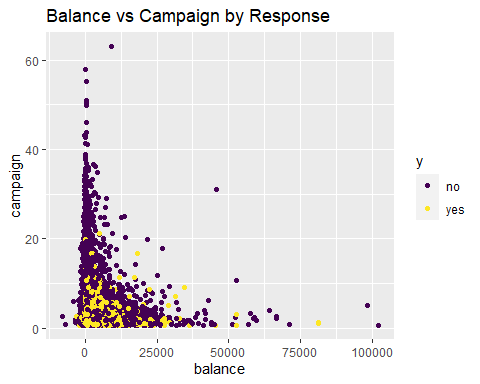 Balance vs Campaign by Response
60
40
20
0
campaign
0
25000
50000
75000
100000
balance
y
no
yes